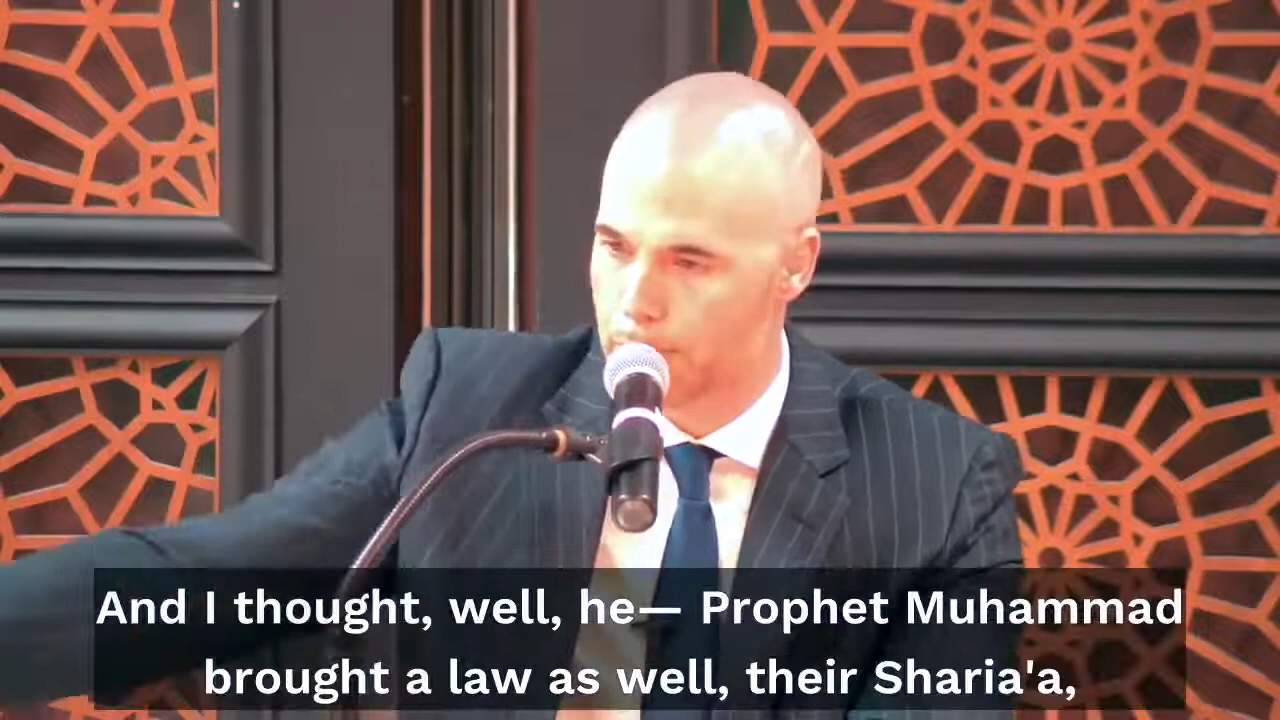 And I thought, well, he— Prophet Muhammad
brought a law as well, their Sharia'a,